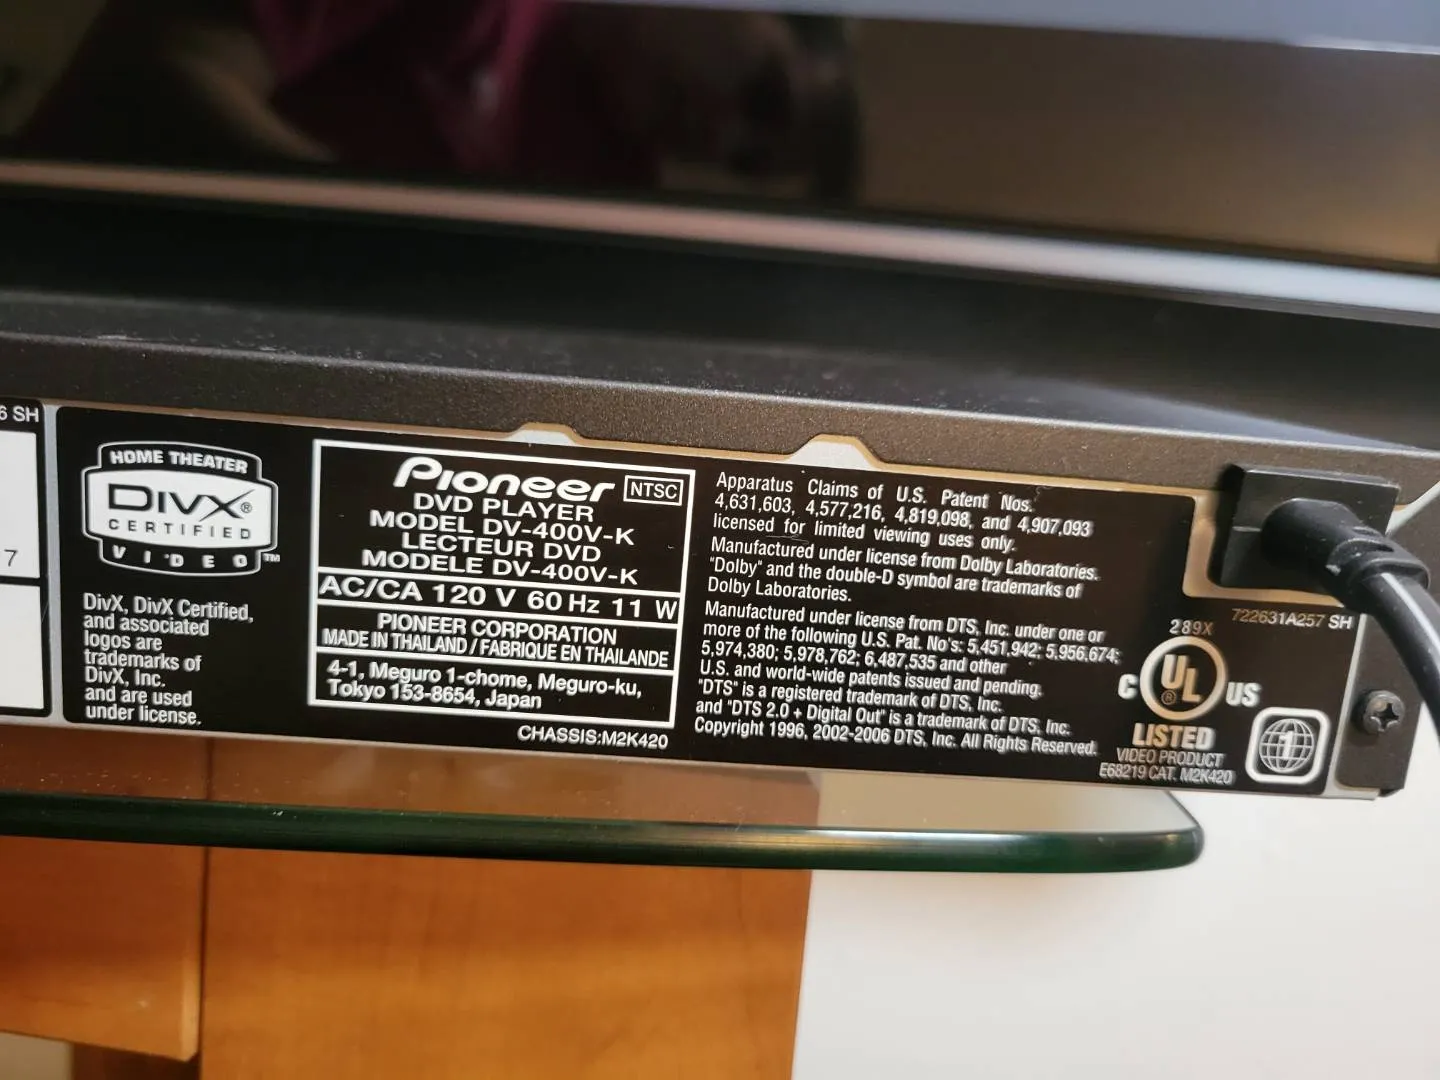 6 SH
7
HOME THEATER
DIVX®
CERTIFIED
VIDEO™
DivX, DivX Certified,
and associated
logos are
trademarks of
DivX, Inc.
and are used
under license.
Pioneer NTSC
DVD PLAYER
MODEL DV-400V-K
LECTEUR DVD
MODELE DV-400V-K
AC/CA 120 V 60 Hz 11 W
PIONEER CORPORATION
MADE IN THAILAND / FABRIQUE EN THAILANDE
4-1, Meguro 1-chome, Meguro-ku,
Tokyo 153-8654, Japan
CHASSIS:M2K420
Apparatus Claims of U.S. Patent Nos.
4,631,603, 4,577,216, 4,819,098, and 4,907,093
licensed for limited viewing uses only.
Manufactured under license from Dolby Laboratories.
"Dolby" and the double-D symbol are trademarks of
Dolby Laboratories.
Manufactured under license from DTS, Inc. under one or
more of the following U.S. Pat. No's: 5,451,942; 5,956,674;
5,974,380; 5,978,762; 6,487,535 and other
U.S. and world-wide patents issued and pending.
"DTS" is a registered trademark of DTS, Inc.
and "DTS 2.0 + Digital Out" is a trademark of DTS, Inc.
Copyright 1996, 2002-2006 DTS, Inc. All Rights Reserved.
722631A257 SH
289X
C UL® US
LISTED
VIDEO PRODUCT
E68219 CAT. M2K420
1